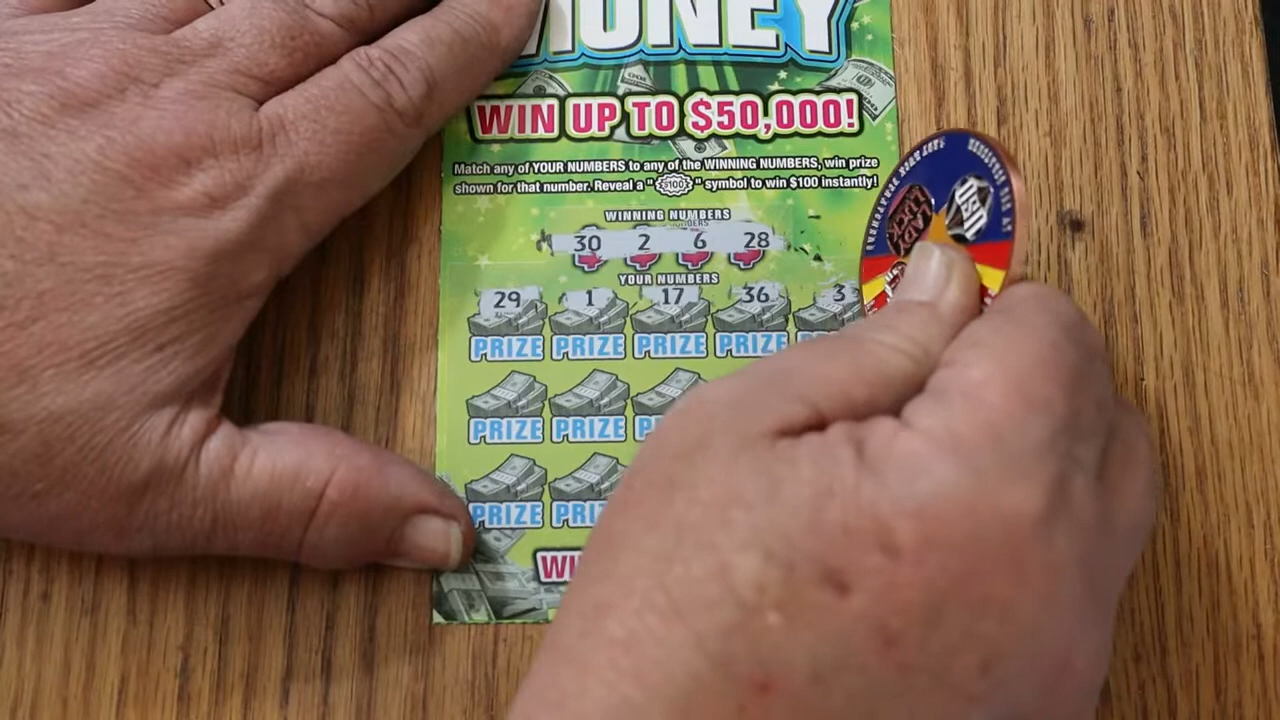 MONEY
WIN UP TO $50,000!
Match any of YOUR NUMBERS to any of the WINNING NUMBERS, win prize
shown for that number. Reveal a " $100 " symbol to win $100 instantly!
WINNING NUMBERS
30 2 6 28
YOUR NUMBERS
29 1 17 36 3
PRIZE PRIZE PRIZE PRIZE
PRIZE PRIZE
PRIZE
LADY LUCK